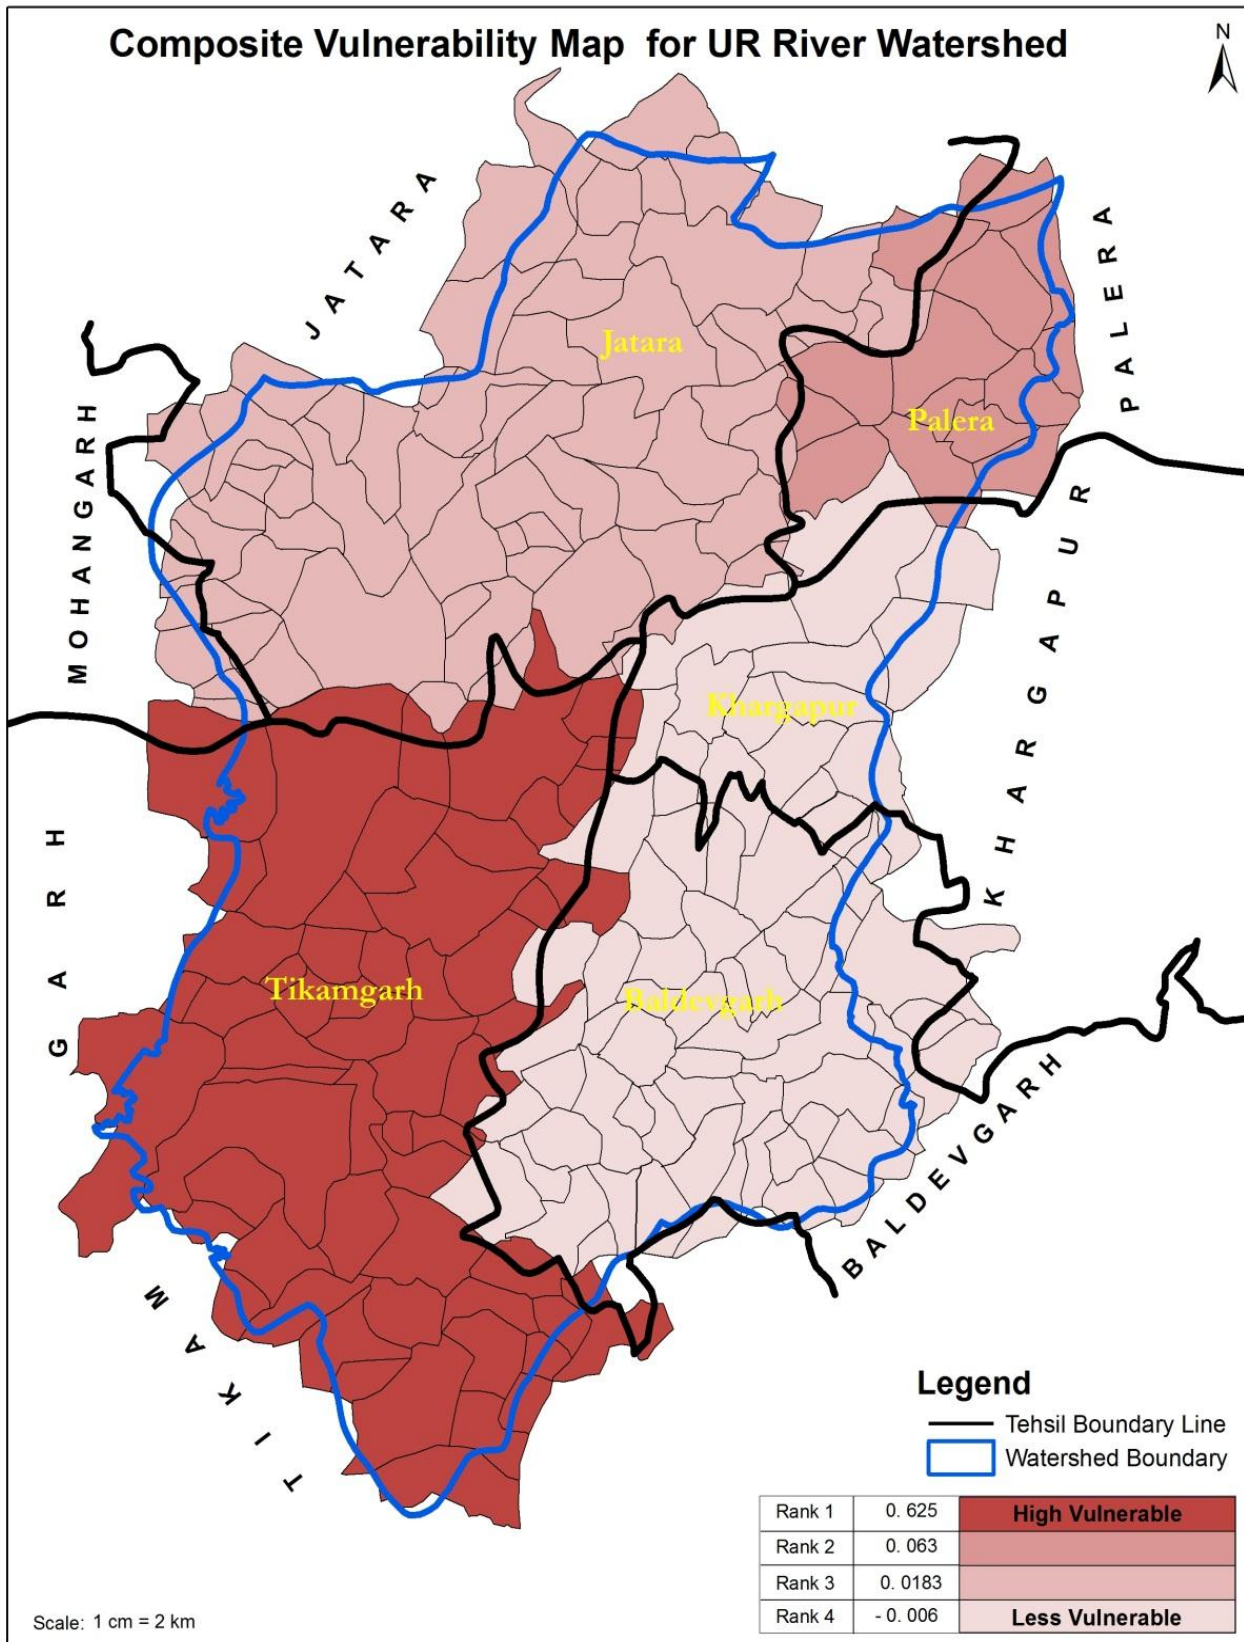 Composite Vulnerability Map for UR River Watershed
N
JATARA
PALERA
MOHANGARH
KHARGAPUR
TIKAMGARH
BALDEVGARH
Jatara
Palera
Khargapur
Tikamgarh
Baldevgarh
Legend
Tehsil Boundary Line
Watershed Boundary
Rank 1 0. 625 High Vulnerable
Rank 2 0. 063
Rank 3 0. 0183
Rank 4 - 0. 006 Less Vulnerable
Scale: 1 cm = 2 km